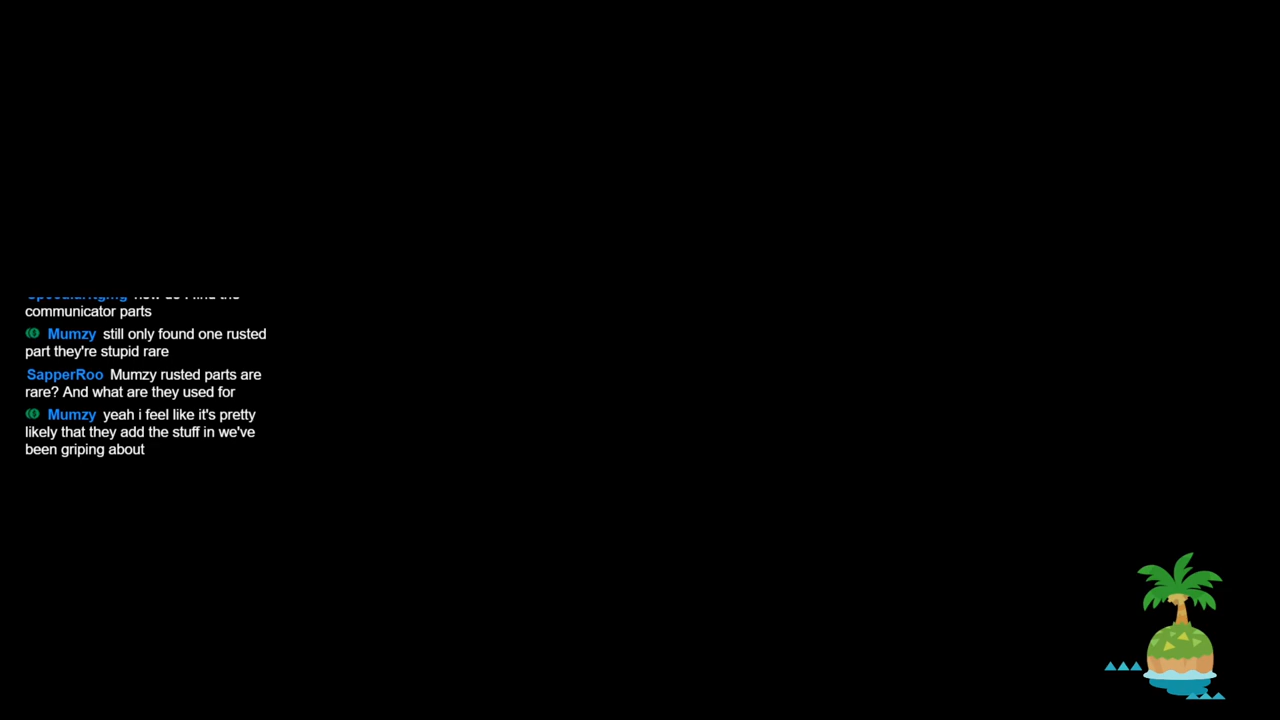 communicator parts
Mumzy still only found one rusted
part they're stupid rare
SapperRoo Mumzy rusted parts are
rare? And what are they used for
Mumzy yeah i feel like it's pretty
likely that they add the stuff in we've
been griping about